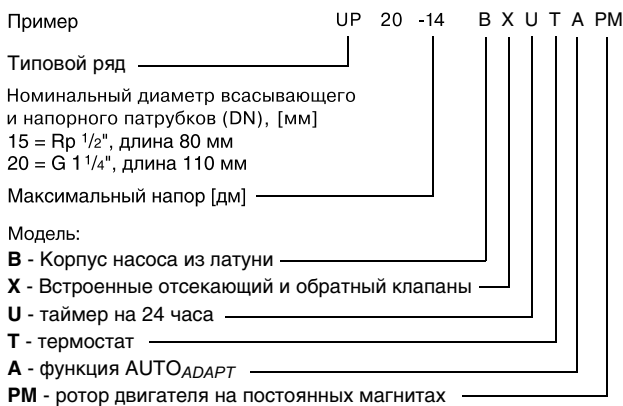 Пример UP 20 -14 B X U T A PM
Типовой ряд
Номинальный диаметр всасывающего
и напорного патрубков (DN), [мм]
15 = Rp 1/2", длина 80 мм
20 = G 1 1/4", длина 110 мм
Максимальный напор [дм]
Модель:
B - Корпус насоса из латуни
X - Встроенные отсекающий и обратный клапаны
U - таймер на 24 часа
T - термостат
A - функция AUTOADAPT
PM - ротор двигателя на постоянных магнитах